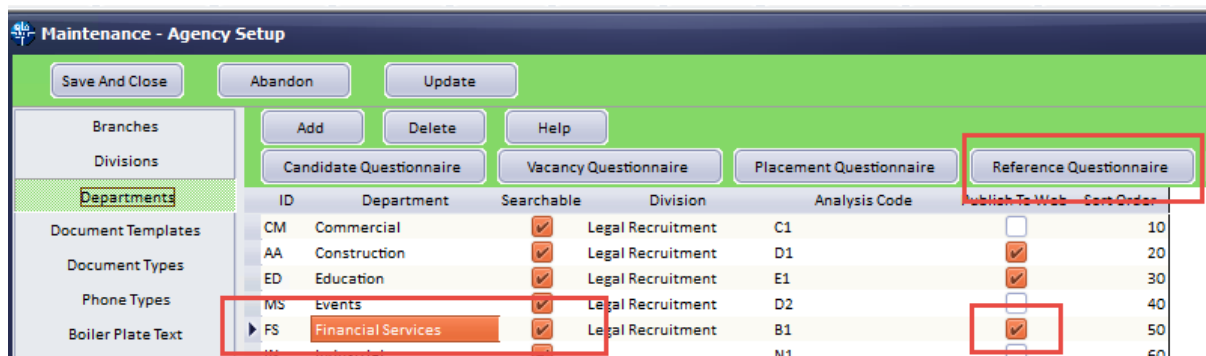 Maintenance - Agency Setup
Save And Close Abandon Update
Branches
Divisions
Departments
Document Templates
Document Types
Phone Types
Boiler Plate Text
Add Delete Help
Candidate Questionnaire Vacancy Questionnaire Placement Questionnaire Reference Questionnaire
ID Department Searchable Division Analysis Code Publish To Web Sort Order
CM Commercial Legal Recruitment C1 10
AA Construction Legal Recruitment D1 20
ED Education Legal Recruitment E1 30
MS Events Legal Recruitment D2 40
FS Financial Services Legal Recruitment B1 50
N1 60